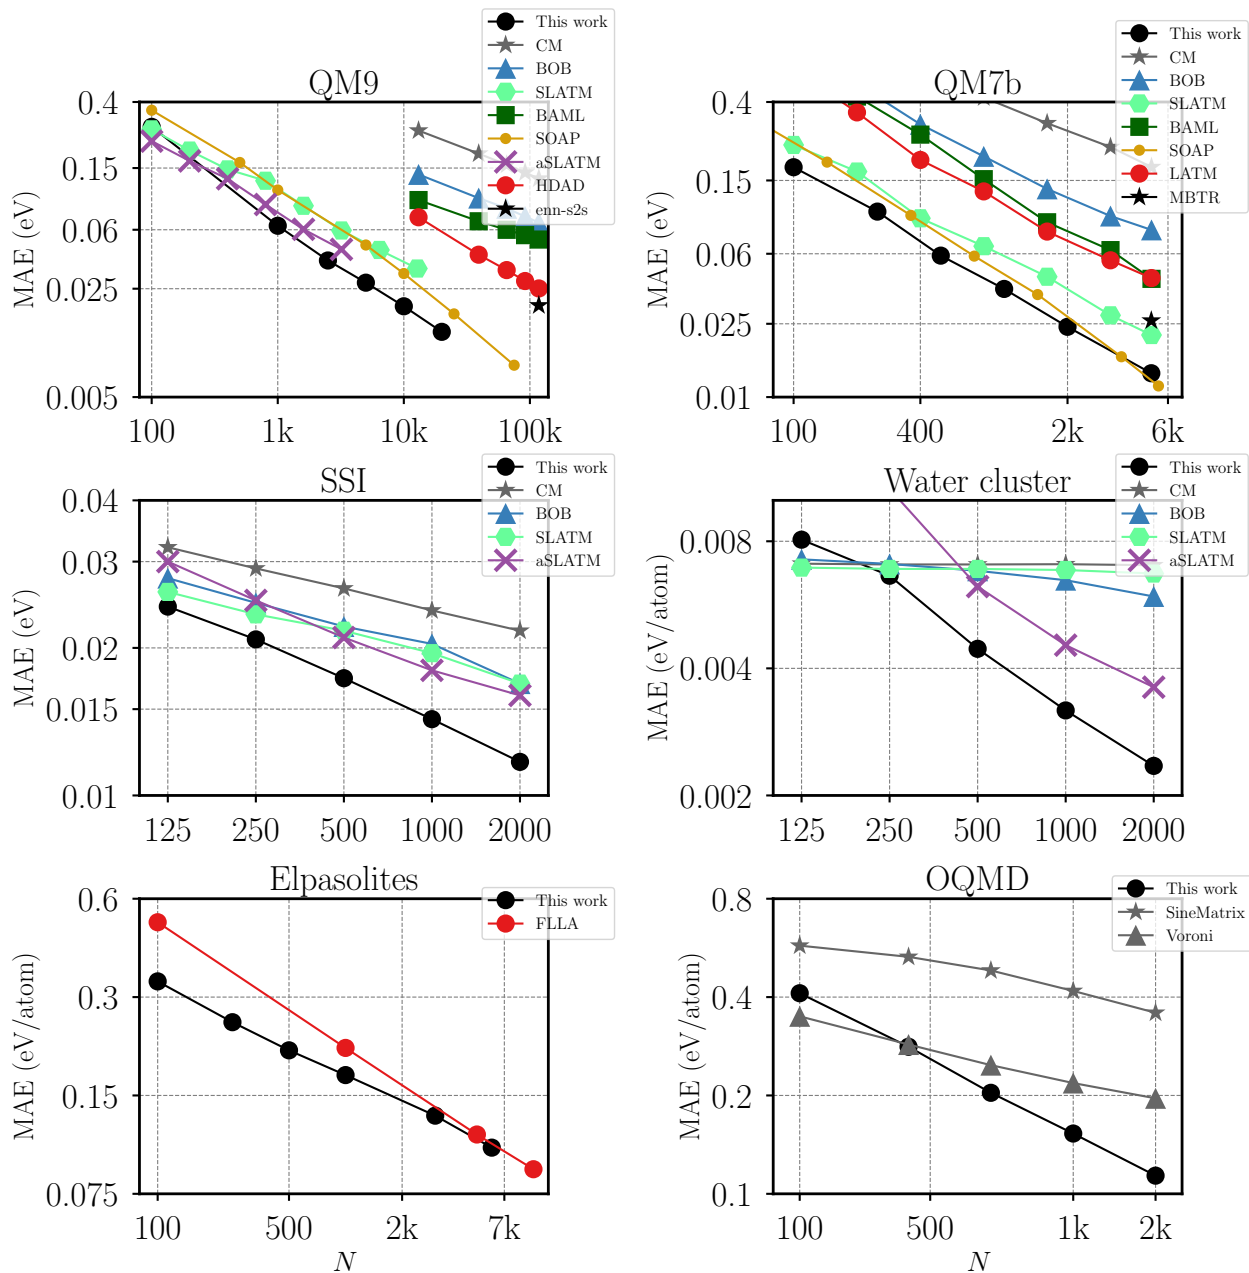 QM9
This work
CM
BOB
SLATM
BAML
SOAP
aSLATM
HDAD
enn-s2s
MAE (eV)
0.4
0.15
0.06
0.025
0.005
100
1k
10k
100k
QM7b
This work
CM
BOB
SLATM
BAML
SOAP
LATM
MBTR
MAE (eV)
0.4
0.15
0.06
0.025
0.01
100
400
2k
6k
SSI
This work
CM
BOB
SLATM
aSLATM
MAE (eV)
0.04
0.03
0.02
0.015
0.01
125
250
500
1000
2000
Water cluster
This work
CM
BOB
SLATM
aSLATM
MAE (eV/atom)
0.008
0.004
0.002
125
250
500
1000
2000
Elpasolites
This work
FLLA
MAE (eV/atom)
0.6
0.3
0.15
0.075
100
500
2k
7k
N
OQMD
This work
SineMatrix
Voroni
MAE (eV/atom)
0.8
0.4
0.2
0.1
100
500
1k
2k
N